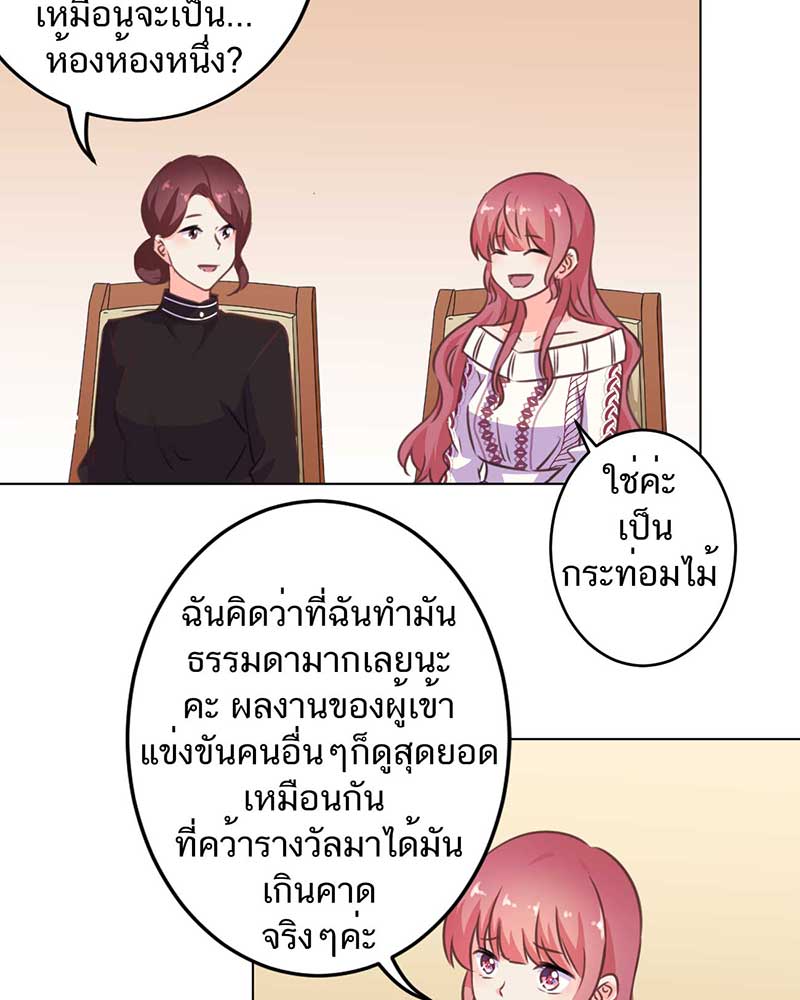 เหมือนจะเป็น...
ห้องห้องหนึ่ง?
ใช่ค่ะ
เป็น
กระท่อมไม้
ฉันคิดว่าที่ฉันทำมัน
ธรรมดามากเลยนะ
คะ ผลงานของผู้เข้า
แข่งขันคนอื่นๆก็ดูสุดยอด
เหมือนกัน
ที่คว้ารางวัลมาได้มัน
เกินคาด
จริงๆค่ะ